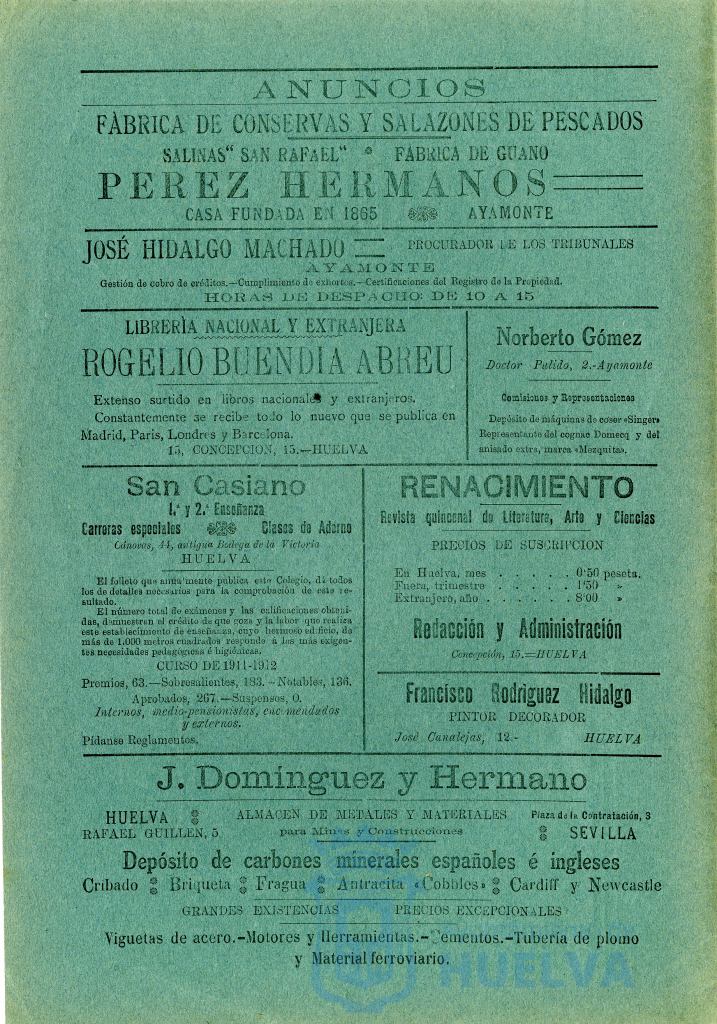 ANUNCIOS
FÁBRICA DE CONSERVAS Y SALAZONES DE PESCADOS
SALINAS "SAN RAFAEL" * FÁBRICA DE GUANO
PEREZ HERMANOS
CASA FUNDADA EN 1865 AYAMONTE
JOSÉ HIDALGO MACHADO PROCURADOR DE LOS TRIBUNALES
AYAMONTE
Gestión de cobro de créditos.—Cumplimiento de exhortos.—Certificaciones del Registro de la Propiedad.
HORAS DE DESPACHO: DE 10 A 15
LIBRERÍA NACIONAL Y EXTRANJERA
ROGELIO BUENDIA ABREU
Extenso surtido en libros nacionales y extranjeros.
Constantemente se recibe todo lo nuevo que se publica en
Madrid, Paris, Londres y Barcelona.
15, CONCEPCION, 15.—HUELVA
Norberto Gómez
Doctor Pulido, 2.-Ayamonte
Comisiones y Representaciones
Depósito de máquinas de coser «Singer»
Representante del cognac Domecq y del
anisado extra, marca «Mezquita».
San Casiano
1.ª y 2.ª Enseñanza
Carreras especiales Clases de Adorno
Cánovas, 44, antigua Bodega de la Victoria
HUELVA
El folleto que anualmente publica este Colegio, dá todos
los detalles necesarios para la comprobación de este re-
sultado.
El número total de exámenes y las calificaciones obteni-
das, demuestren el crédito de que goza y la labor que realiza
este establecimiento de enseñanza, cuyo hermoso edificio, de
más de 1.000 metros cuadrados responde á las más exigen-
tes necesidades pedagógicas é higiénicas.
CURSO DE 1911-1912
Premios, 63.—Sobresalientes, 183.-Notables, 136.
Aprobados, 267.—Suspensos, 0.
Internos, medio-pensionistas, encomendados
y externos.
Pídanse Reglamentos.
RENACIMIENTO
Revista quincenal de Literatura, Arte y Ciencias
PRECIOS DE SUSCRIPCION
En Huelva, mes . . . . . 0'50 peseta.
Fuera, trimestre . . . . . 1'50 »
Extranjero, año . . . . . 8'00 »
Redacción y Administración
Concepción, 15.=HUELVA
Francisco Rodriguez Hidalgo
PINTOR DECORADOR
José Canalejas, 12.- HUELVA
J. Domínguez y Hermano
HUELVA ALMACEN DE METALES Y MATERIALES Plaza de la Contratación, 3
RAFAEL GUILLEN, 5 para Minas y Construcciones SEVILLA
Depósito de carbones minerales españoles é ingleses
Cribado Briqueta Fragua Antracita «Cobbles» Cardiff y Newcastle
GRANDES EXISTENCIAS PRECIOS EXCEPCIONALES
Viguetas de acero.-Motores y Herramientas.-Cementos.-Tubería de plomo
y Material ferroviario.
HUELVA